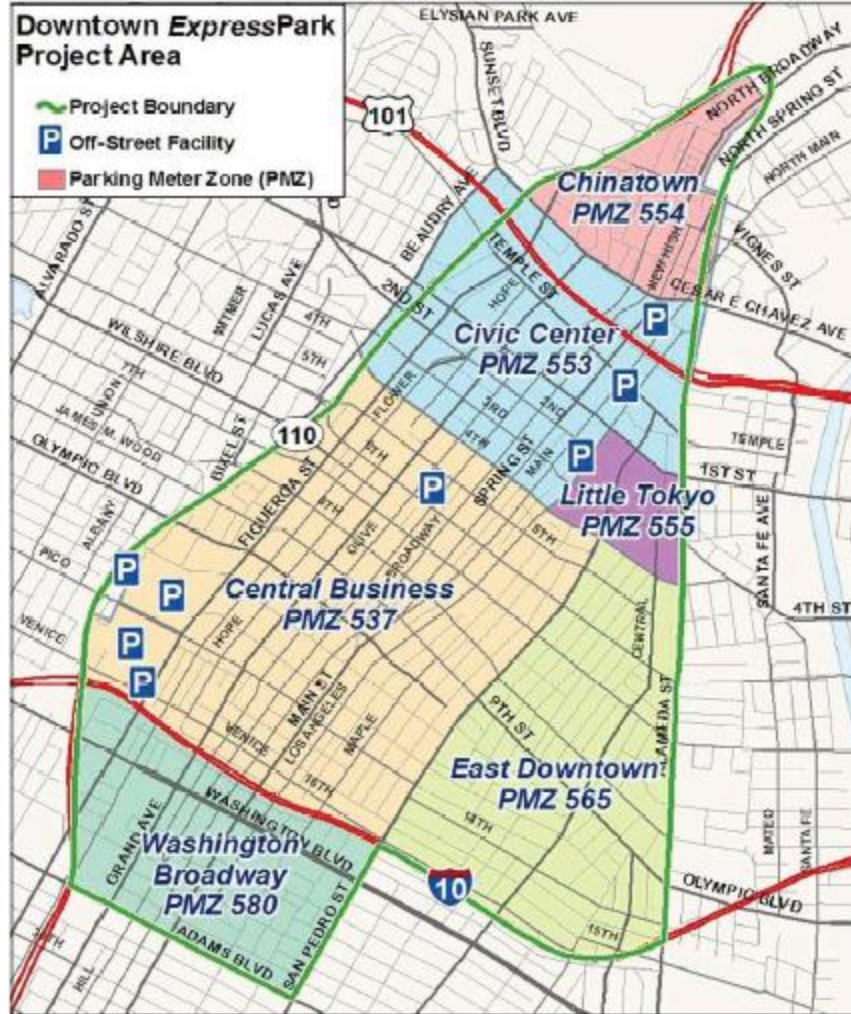 Downtown ExpressPark
Project Area
Project Boundary
P Off-Street Facility
Parking Meter Zone (PMZ)
ELYSIAN PARK AVE
SUNSET BLVD
101
NORTH BROADWAY
NORTH SPRING ST
NORTH MAIN
Chinatown
PMZ 554
VIGNES ST
NEW HIGH
CESAR E CHAVEZ AVE
BEAUDRY AVE
TEMPLE ST
HOPE
2ND ST
ALVARADO ST
WITMER
LUCAS AVE
4TH
5TH
WILSHIRE BLVD
7TH
UNION
JAMES M. WOOD
OLYMPIC BLVD
BIXEL ST
110
Civic Center
PMZ 553
P
P
FLOWER
3RD
2ND
4TH
SPRING ST
MAIN
P
TEMPLE
1ST ST
Little Tokyo
PMZ 555
SANTA FE AVE
4TH ST
6TH
8TH
FIGUEROA ST
OLIVE
BROADWAY
P
5TH
ALBANY
PICO
VENICE
P
P
P
P
Central Business
PMZ 537
HOPE
MAIN ST
LOS ANGELES
MAPLE
VENICE
16TH
CENTRAL
ALAMEDA ST
9TH ST
East Downtown
PMZ 565
14TH
15TH
10
OLYMPIC BLVD
MATEO
SANTA FE
WASHINGTON BLVD
Washington
Broadway
PMZ 580
GRAND AVE
SAN PEDRO ST
ADAMS BLVD
HILL